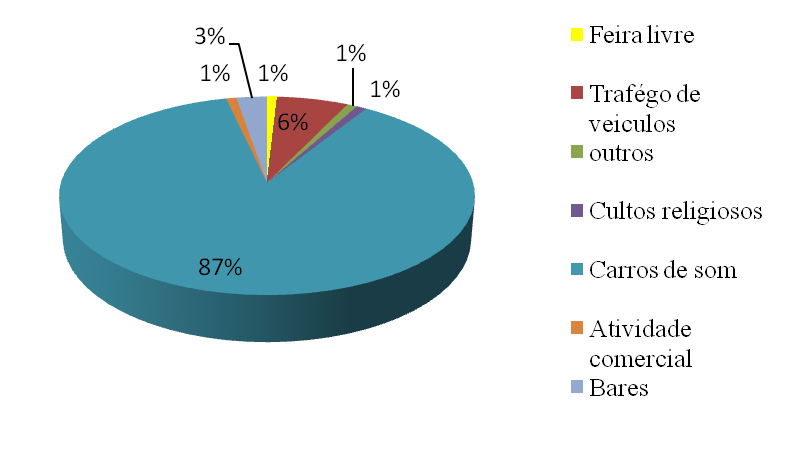 3%
1%
1%
1%
1%
6%
87%
Feira livre
Trafégo de
veiculos
outros
Cultos religiosos
Carros de som
Atividade
comercial
Bares